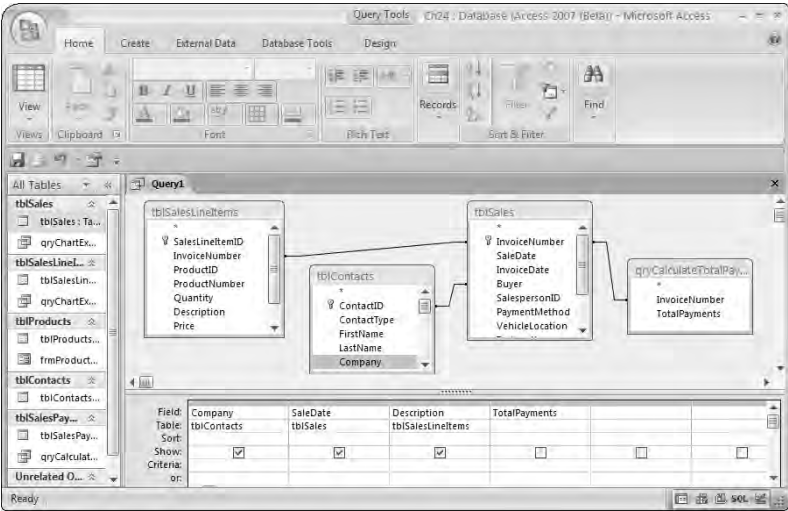 Query Tools Ch24 : Database (Access 2007 (Beta)) - Microsoft Access
Home Create External Data Database Tools Design
View
Paste
B I U
Records
Filter
Find
Views Clipboard Font Rich Text Sort & Filter
All Tables
tblSales
tblSales : Ta...
qryChartEx...
tblSalesLineI...
tblSalesLin...
qryChartEx...
tblProducts
tblProducts...
frmProduct...
tblContacts
tblContacts...
tblSalesPay...
tblSalesPay...
qryCalculat...
Unrelated O...
Query1
tblSalesLineItems
*
SalesLineItemID
InvoiceNumber
ProductID
ProductNumber
Quantity
Description
Price
tblContacts
*
ContactID
ContactType
FirstName
LastName
Company
tblSales
*
InvoiceNumber
SaleDate
InvoiceDate
Buyer
SalespersonID
PaymentMethod
VehicleLocation
qryCalculateTotalPay...
*
InvoiceNumber
TotalPayments
Field: Company SaleDate Description TotalPayments
Table: tblContacts tblSales tblSalesLineItems
Sort:
Show:
Criteria:
or:
Ready SQL